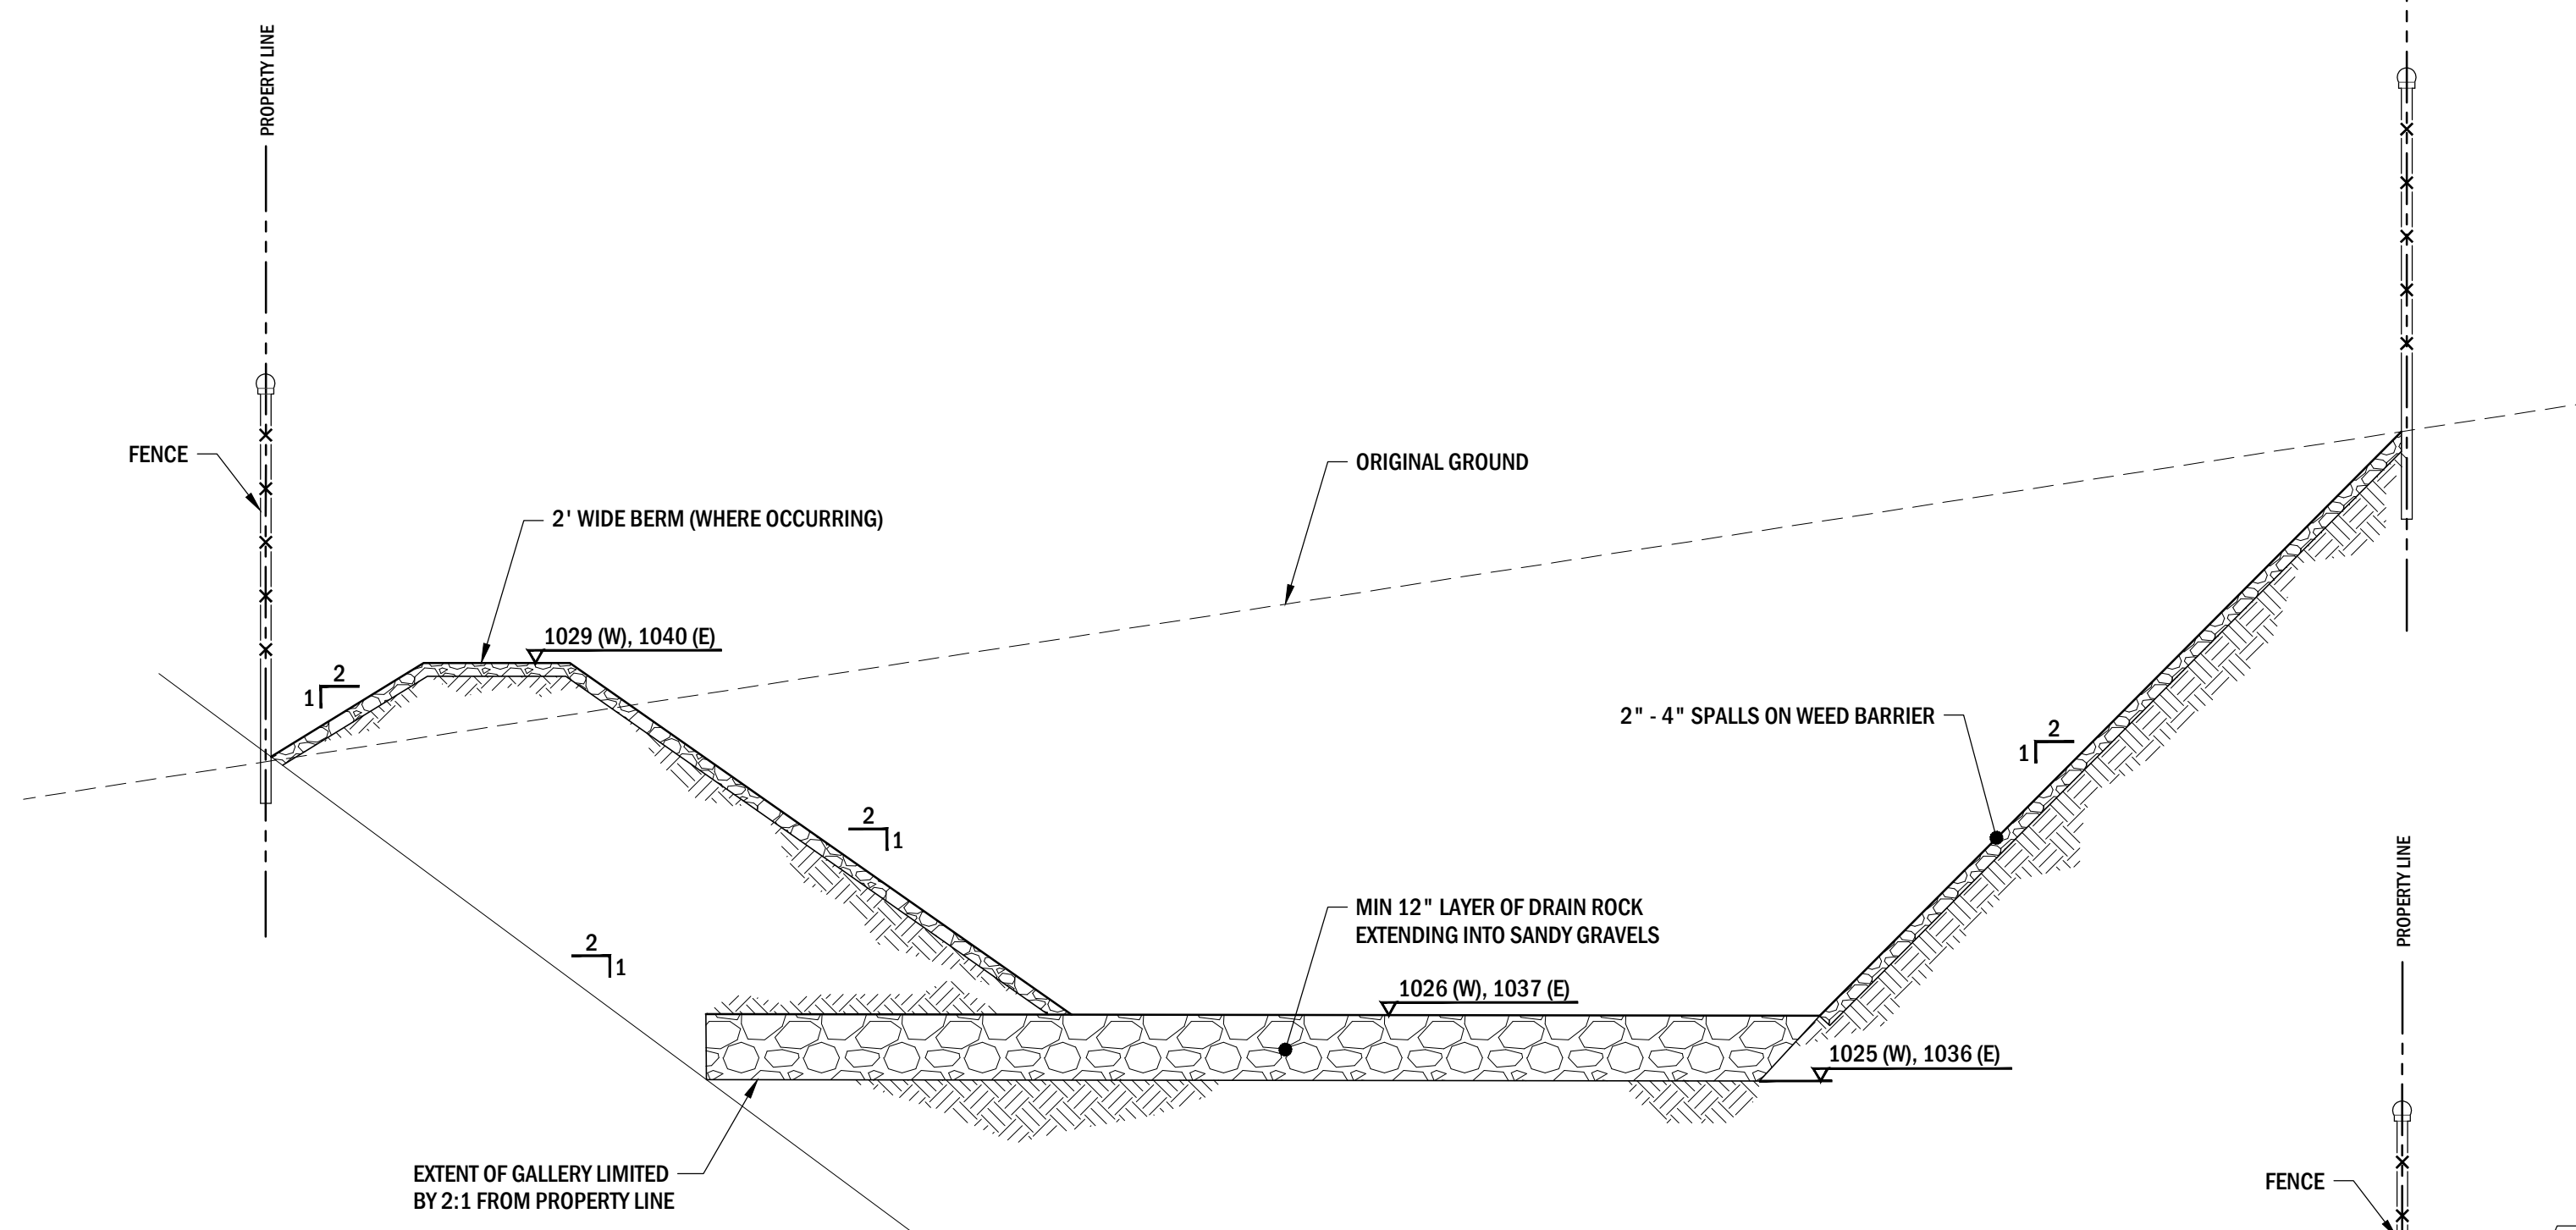 PROPERTY LINE
FENCE
ORIGINAL GROUND
2' WIDE BERM (WHERE OCCURRING)
1029 (W), 1040 (E)
2
1
2" - 4" SPALLS ON WEED BARRIER
2
1
2
1
MIN 12" LAYER OF DRAIN ROCK
EXTENDING INTO SANDY GRAVELS
PROPERTY LINE
2
1
1026 (W), 1037 (E)
1025 (W), 1036 (E)
EXTENT OF GALLERY LIMITED
BY 2:1 FROM PROPERTY LINE
FENCE